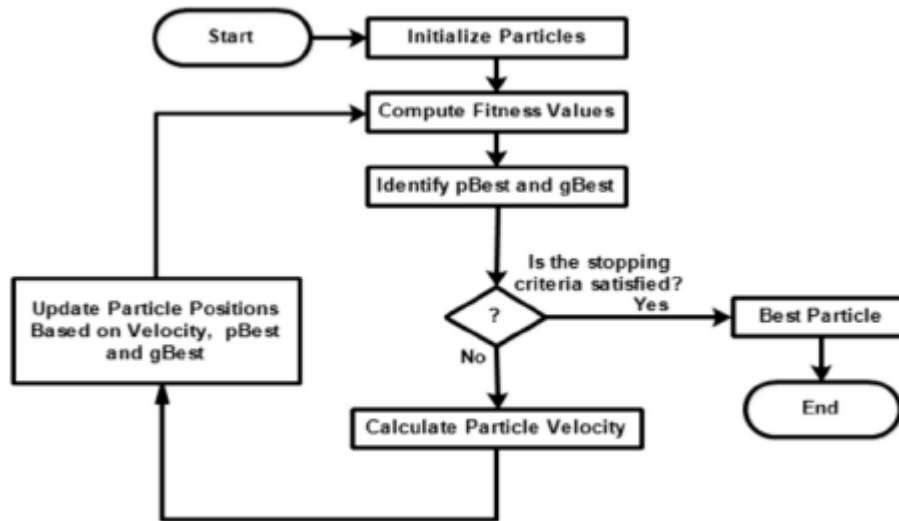 Start
Initialize Particles
Compute Fitness Values
Identify pBest and gBest
Is the stopping
criteria satisfied?
Yes
?
No
Update Particle Positions
Based on Velocity, pBest
and gBest
Best Particle
End
Calculate Particle Velocity